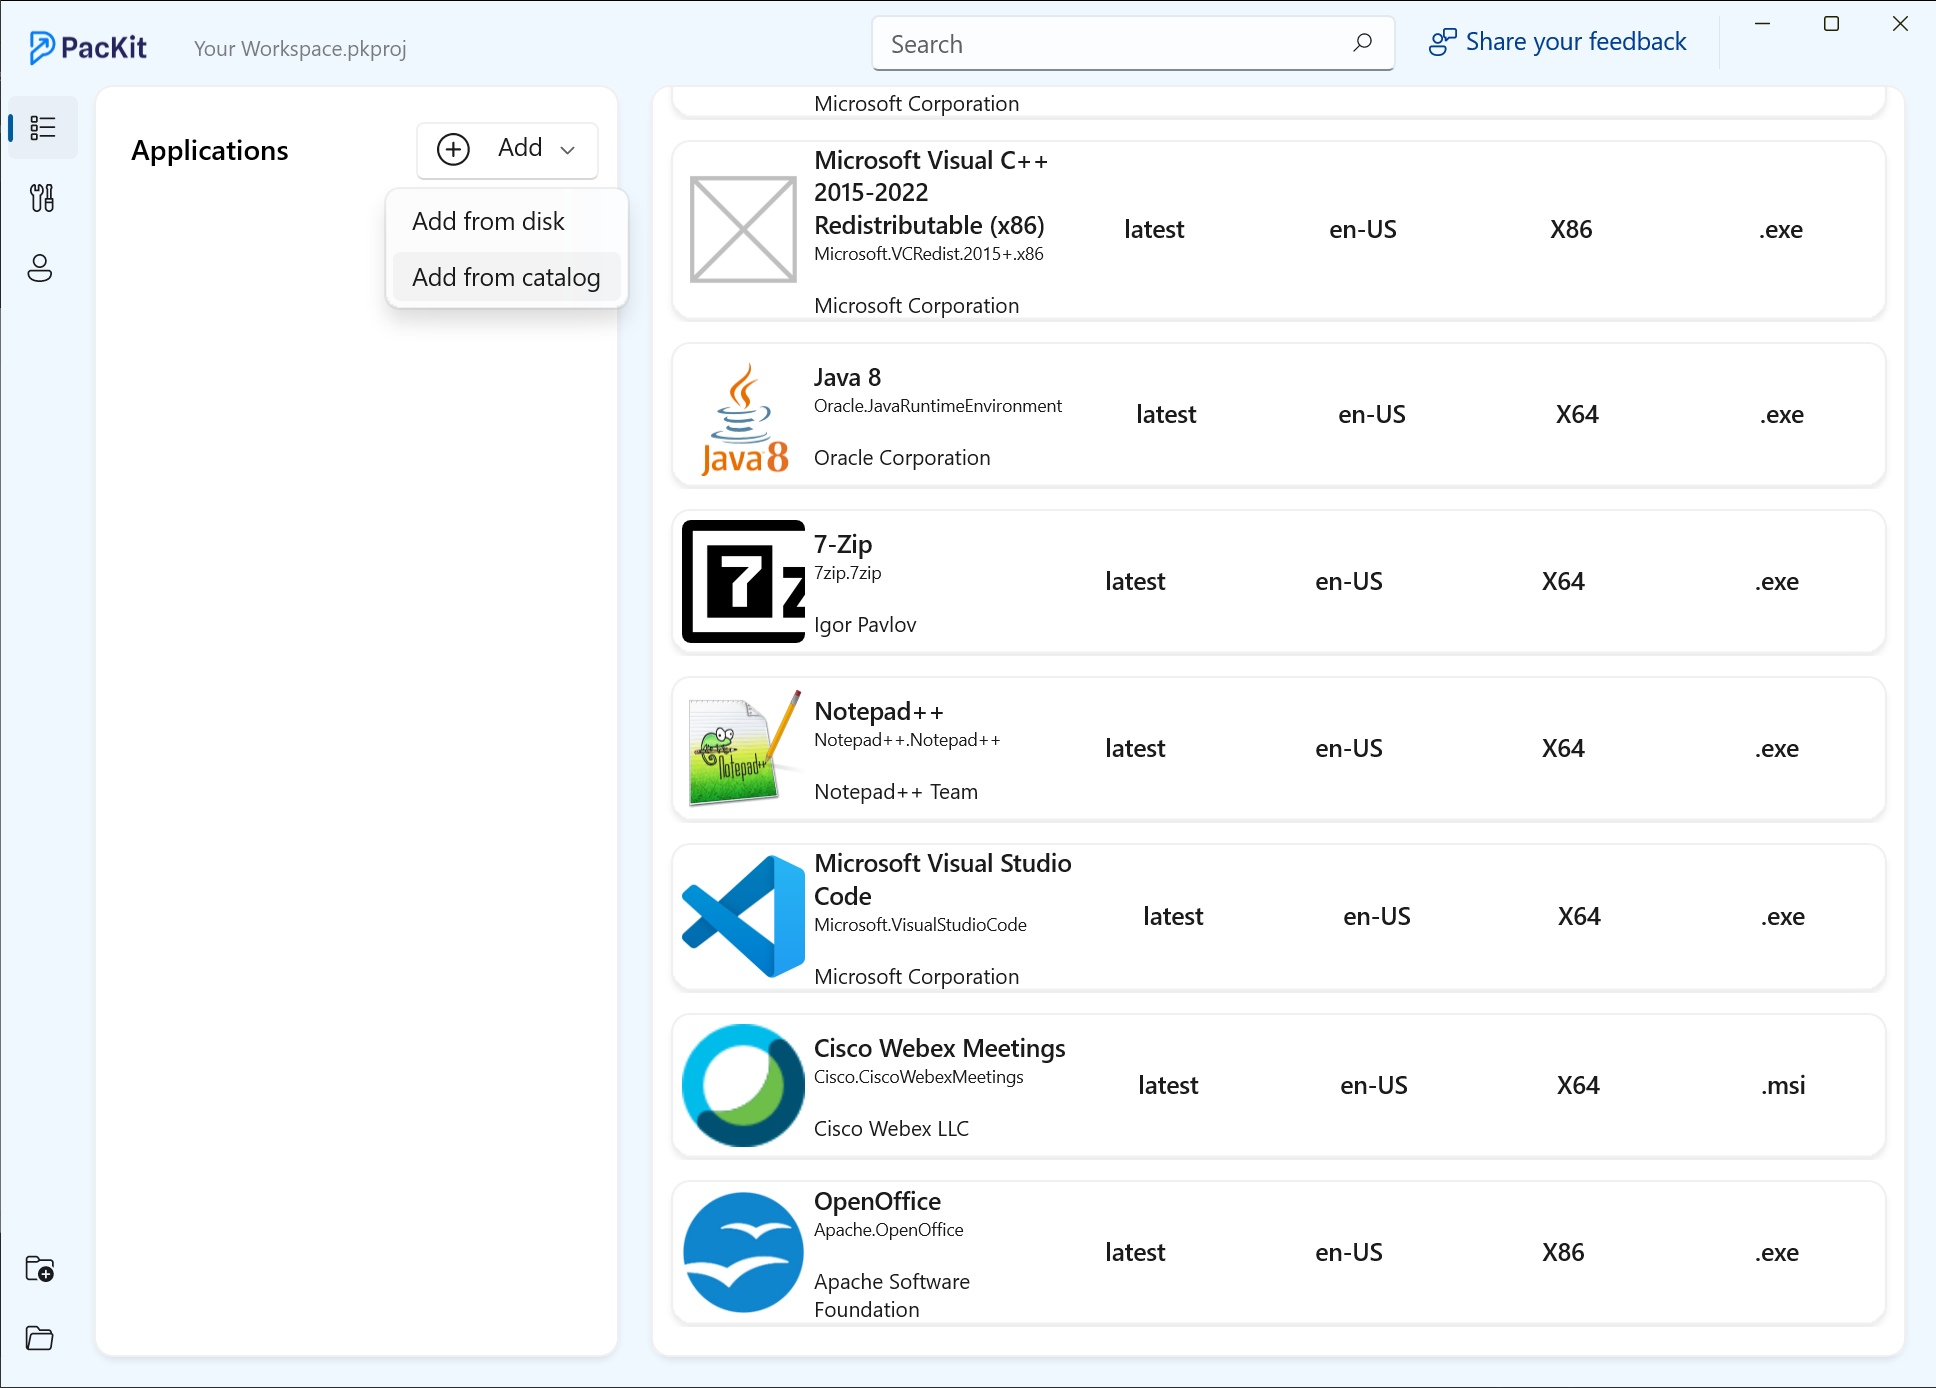 PacKit
Your Workspace.pkproj
Search
Share your feedback
Applications
Add
Add from disk
Add from catalog
Microsoft Corporation
Microsoft Visual C++
2015-2022
Redistributable (x86)
Microsoft.VCRedist.2015+.x86
Microsoft Corporation
latest
en-US
X86
.exe
Java 8
Java 8
Oracle.JavaRuntimeEnvironment
Oracle Corporation
latest
en-US
X64
.exe
7z
7-Zip
7zip.7zip
Igor Pavlov
latest
en-US
X64
.exe
Notepad++
Notepad++
Notepad++.Notepad++
Notepad++ Team
latest
en-US
X64
.exe
Microsoft Visual Studio
Code
Microsoft.VisualStudioCode
Microsoft Corporation
latest
en-US
X64
.exe
Cisco Webex Meetings
Cisco.CiscoWebexMeetings
Cisco Webex LLC
latest
en-US
X64
.msi
OpenOffice
Apache.OpenOffice
Apache Software
Foundation
latest
en-US
X86
.exe